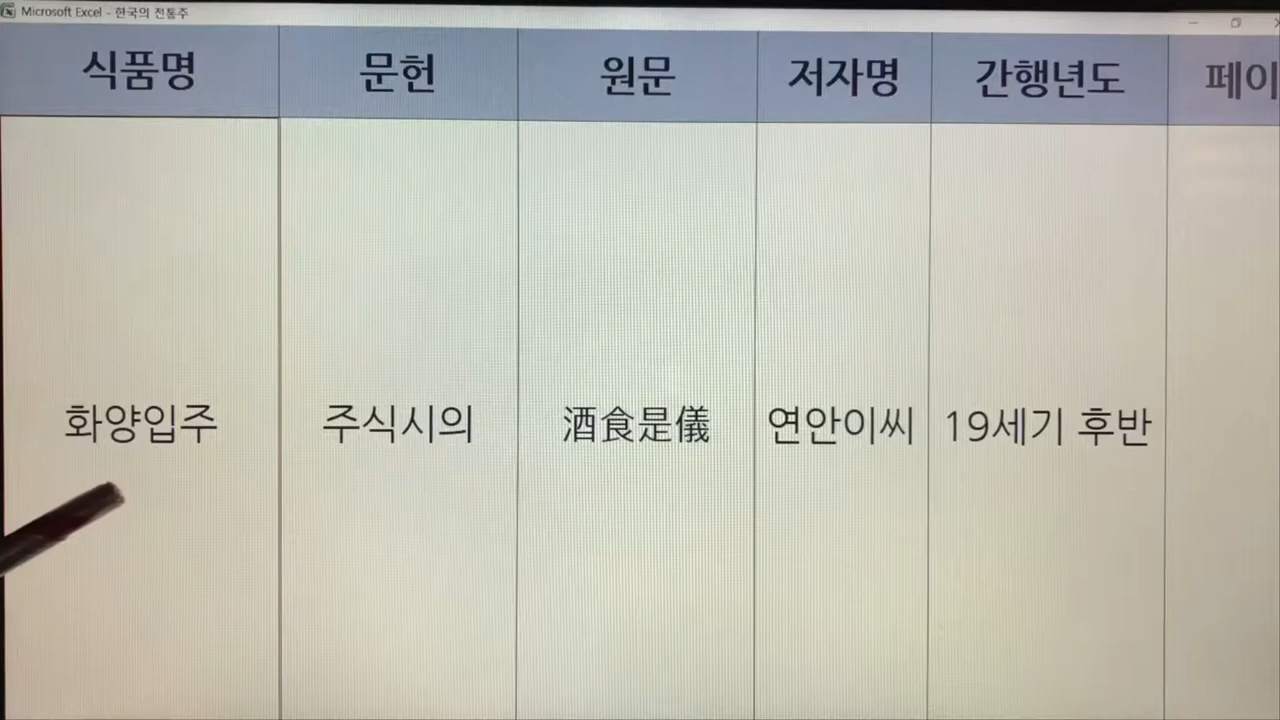 Microsoft Excel - 한국의 전통주
식품명 문헌 원문 저자명 간행년도 페이
화양입주 주식시의 酒食是儀 연안이씨 19세기 후반